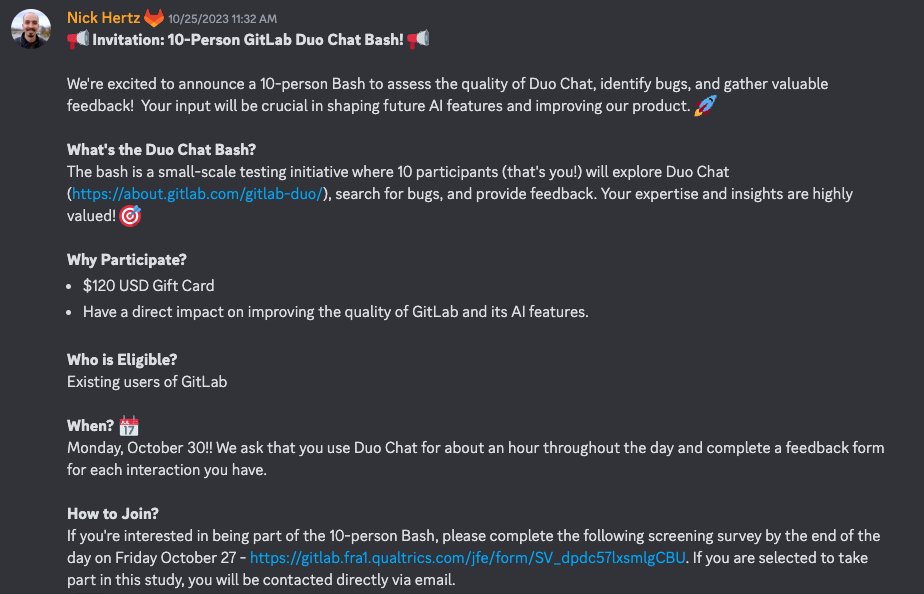 Nick Hertz 10/25/2023 11:32 AM
Invitation: 10-Person GitLab Duo Chat Bash!
We're excited to announce a 10-person Bash to assess the quality of Duo Chat, identify bugs, and gather valuable
feedback! Your input will be crucial in shaping future AI features and improving our product.
What's the Duo Chat Bash?
The bash is a small-scale testing initiative where 10 participants (that's you!) will explore Duo Chat
(https://about.gitlab.com/gitlab-duo/), search for bugs, and provide feedback. Your expertise and insights are highly
valued!
Why Participate?
• $120 USD Gift Card
• Have a direct impact on improving the quality of GitLab and its AI features.
Who is Eligible?
Existing users of GitLab
When?
Monday, October 30!! We ask that you use Duo Chat for about an hour throughout the day and complete a feedback form
for each interaction you have.
How to Join?
If you're interested in being part of the 10-person Bash, please complete the following screening survey by the end of the
day on Friday October 27 - https://gitlab.fra1.qualtrics.com/jfe/form/SV_dpdc57lxsmlgCBU. If you are selected to take
part in this study, you will be contacted directly via email.